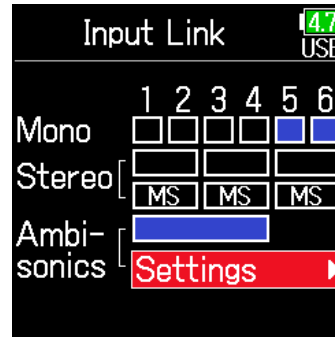 Input Link
4.7
USB
1 2 3 4 5 6
Mono
Stereo
MS MS MS
Ambi-
sonics
Settings